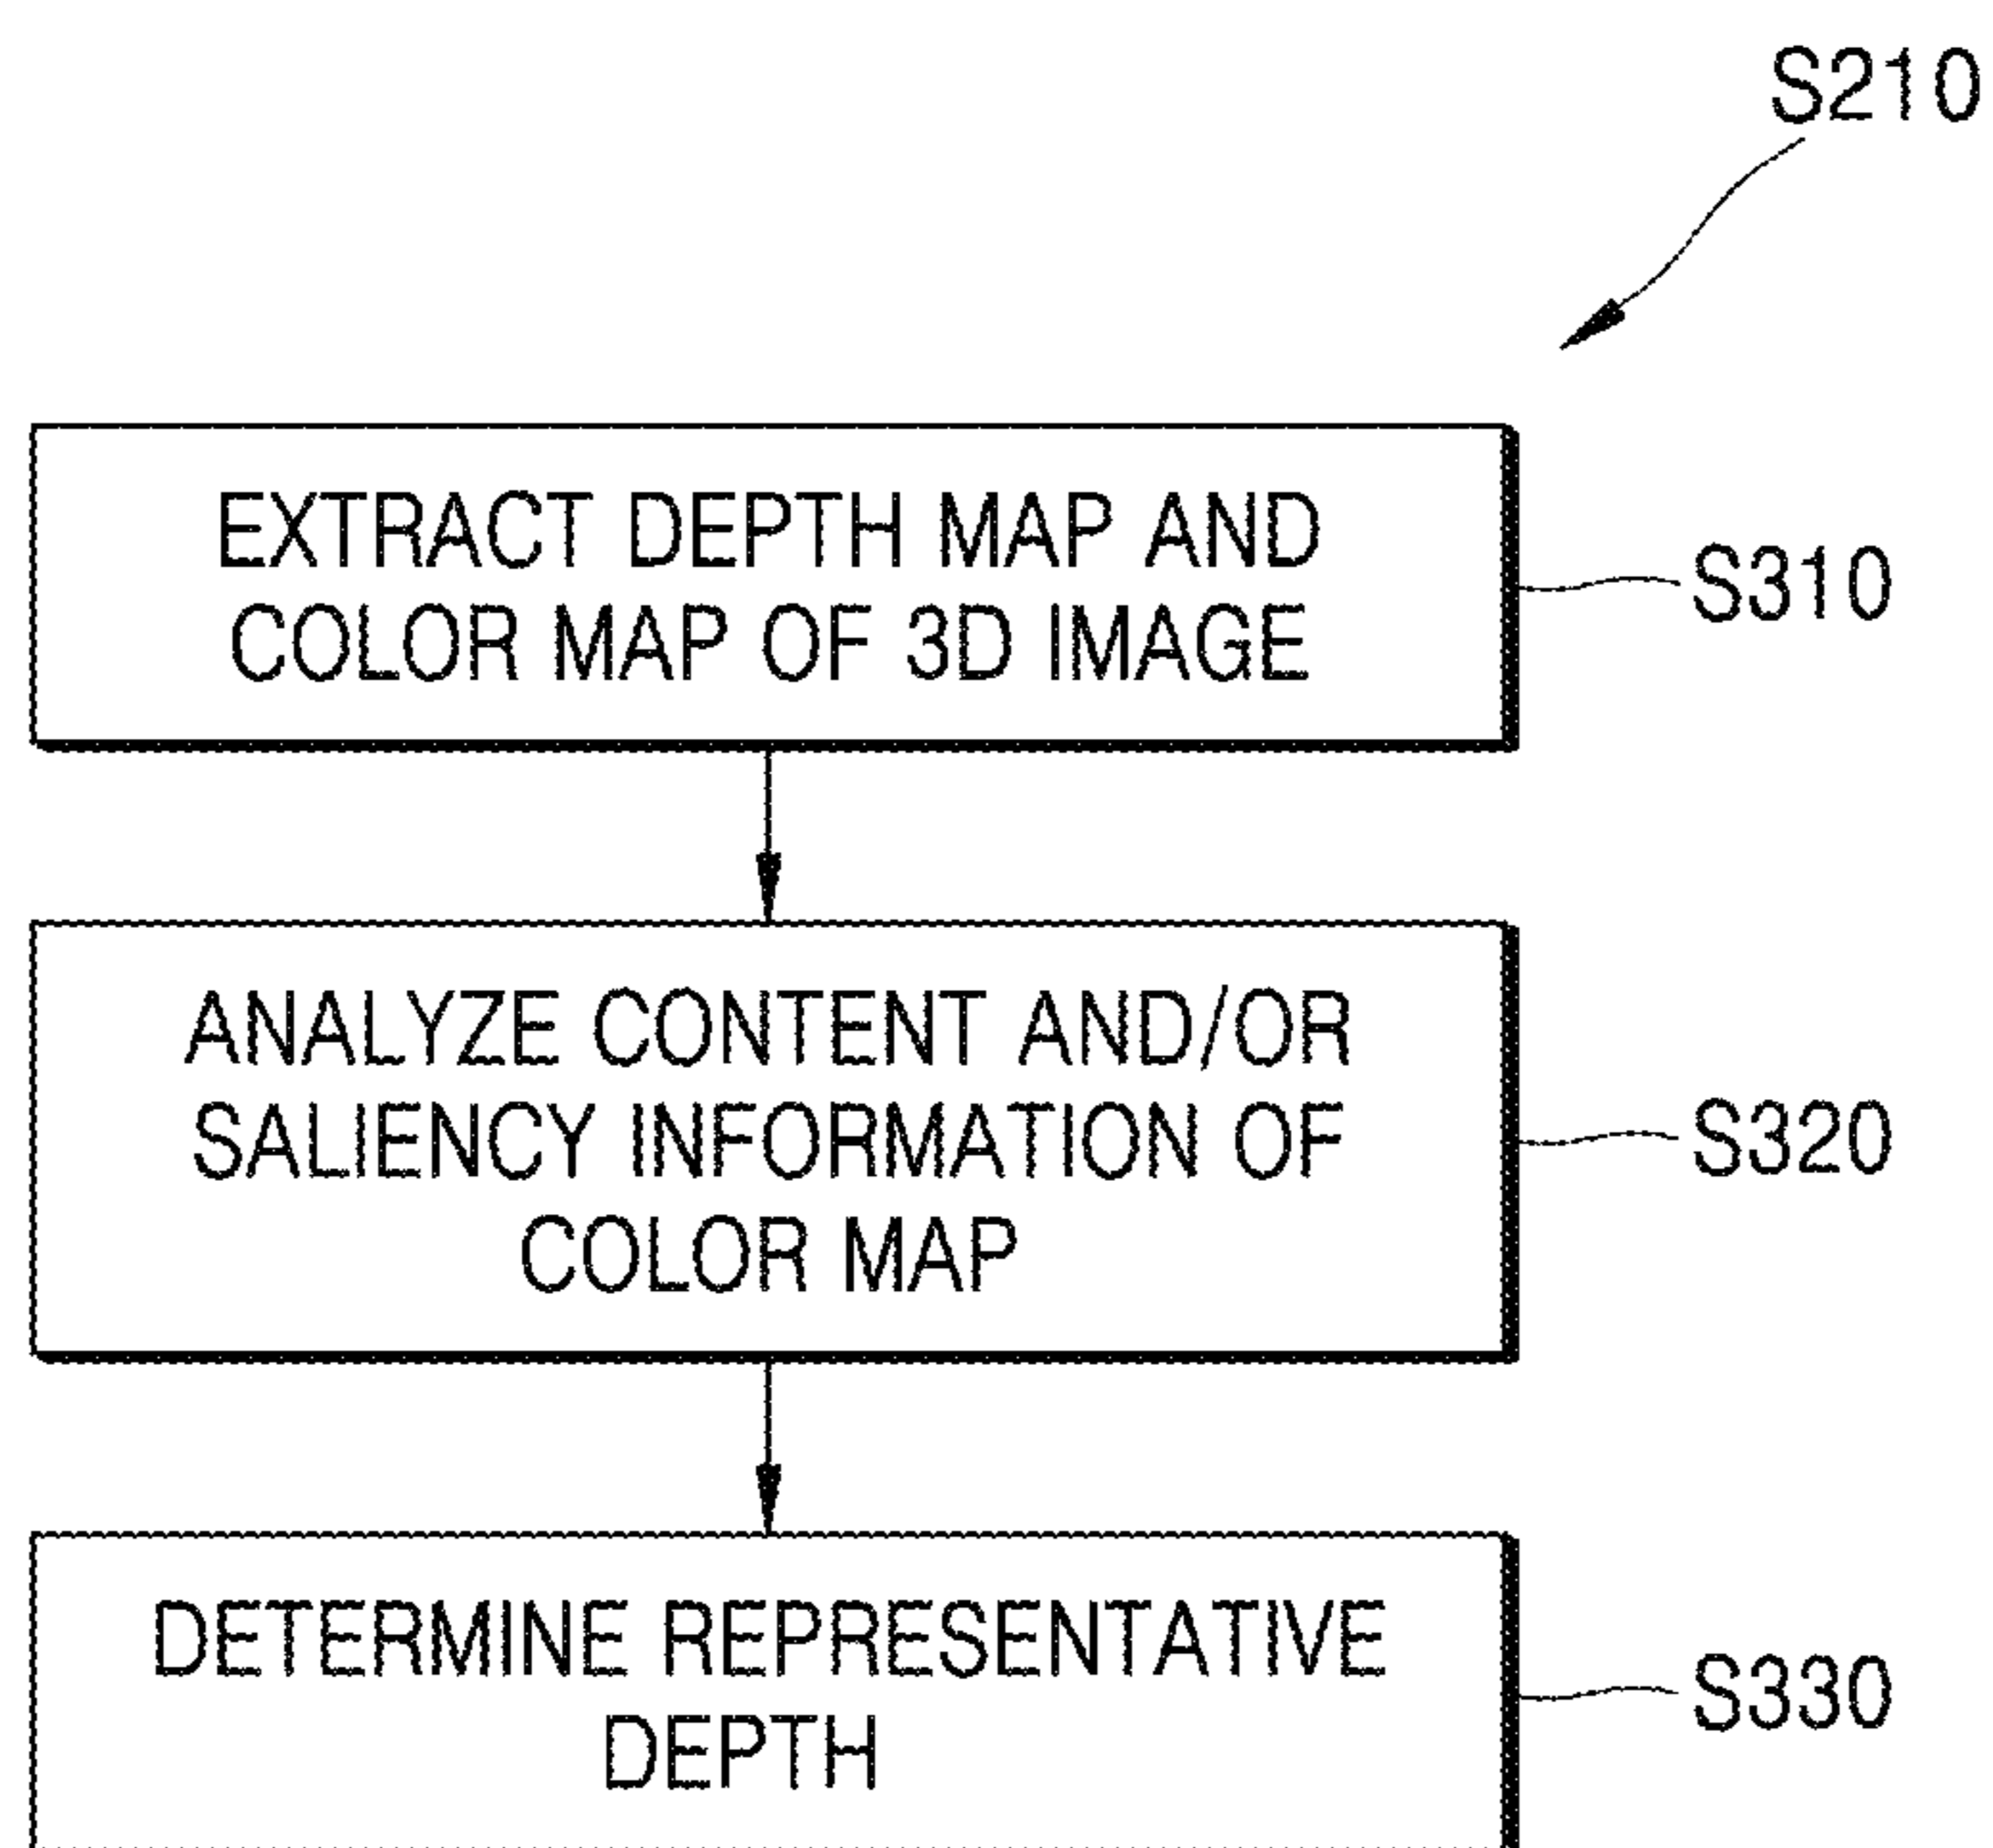 S210
EXTRACT DEPTH MAP AND
COLOR MAP OF 3D IMAGE
S310
ANALYZE CONTENT AND/OR
SALIENCY INFORMATION OF
COLOR MAP
S320
DETERMINE REPRESENTATIVE
DEPTH
S330